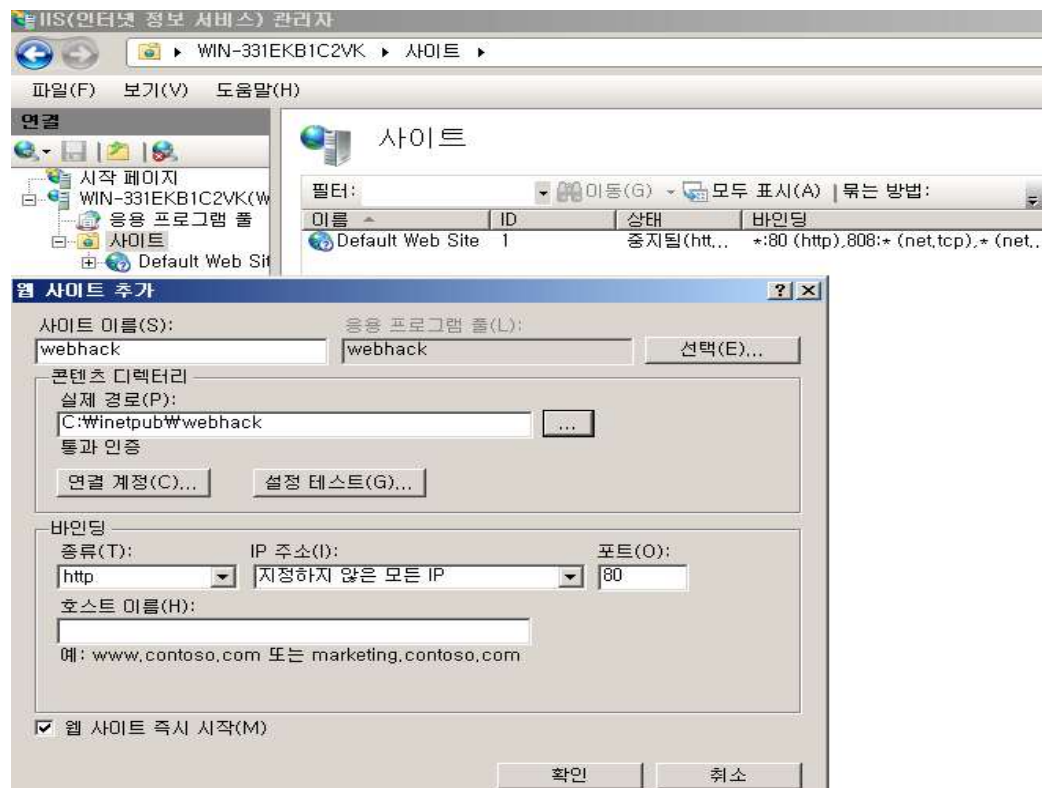 IIS(인터넷 정보 서비스) 관리자
WIN-331EKB1C2VK 사이트
파일(F) 보기(V) 도움말(H)
연결
시작 페이지
WIN-331EKB1C2VK(W
응용 프로그램 풀
사이트
Default Web Sit
사이트
필터: 이동(G) 모두 표시(A) | 묶는 방법:
이름 ID 상태 바인딩
Default Web Site 1 중지됨(htt... *:80 (http),808:* (net.tcp),* (net..
웹 사이트 추가
사이트 이름(S): 응용 프로그램 풀(L):
webhack webhack 선택(E)...
콘텐츠 디렉터리
실제 경로(P):
C:₩inetpub₩webhack ...
통과 인증
연결 계정(C)... 설정 테스트(G)...
바인딩
종류(T): IP 주소(I): 포트(O):
http 지정하지 않은 모든 IP 80
호스트 이름(H):
예: www.contoso.com 또는 marketing.contoso.com
웹 사이트 즉시 시작(M)
확인 취소